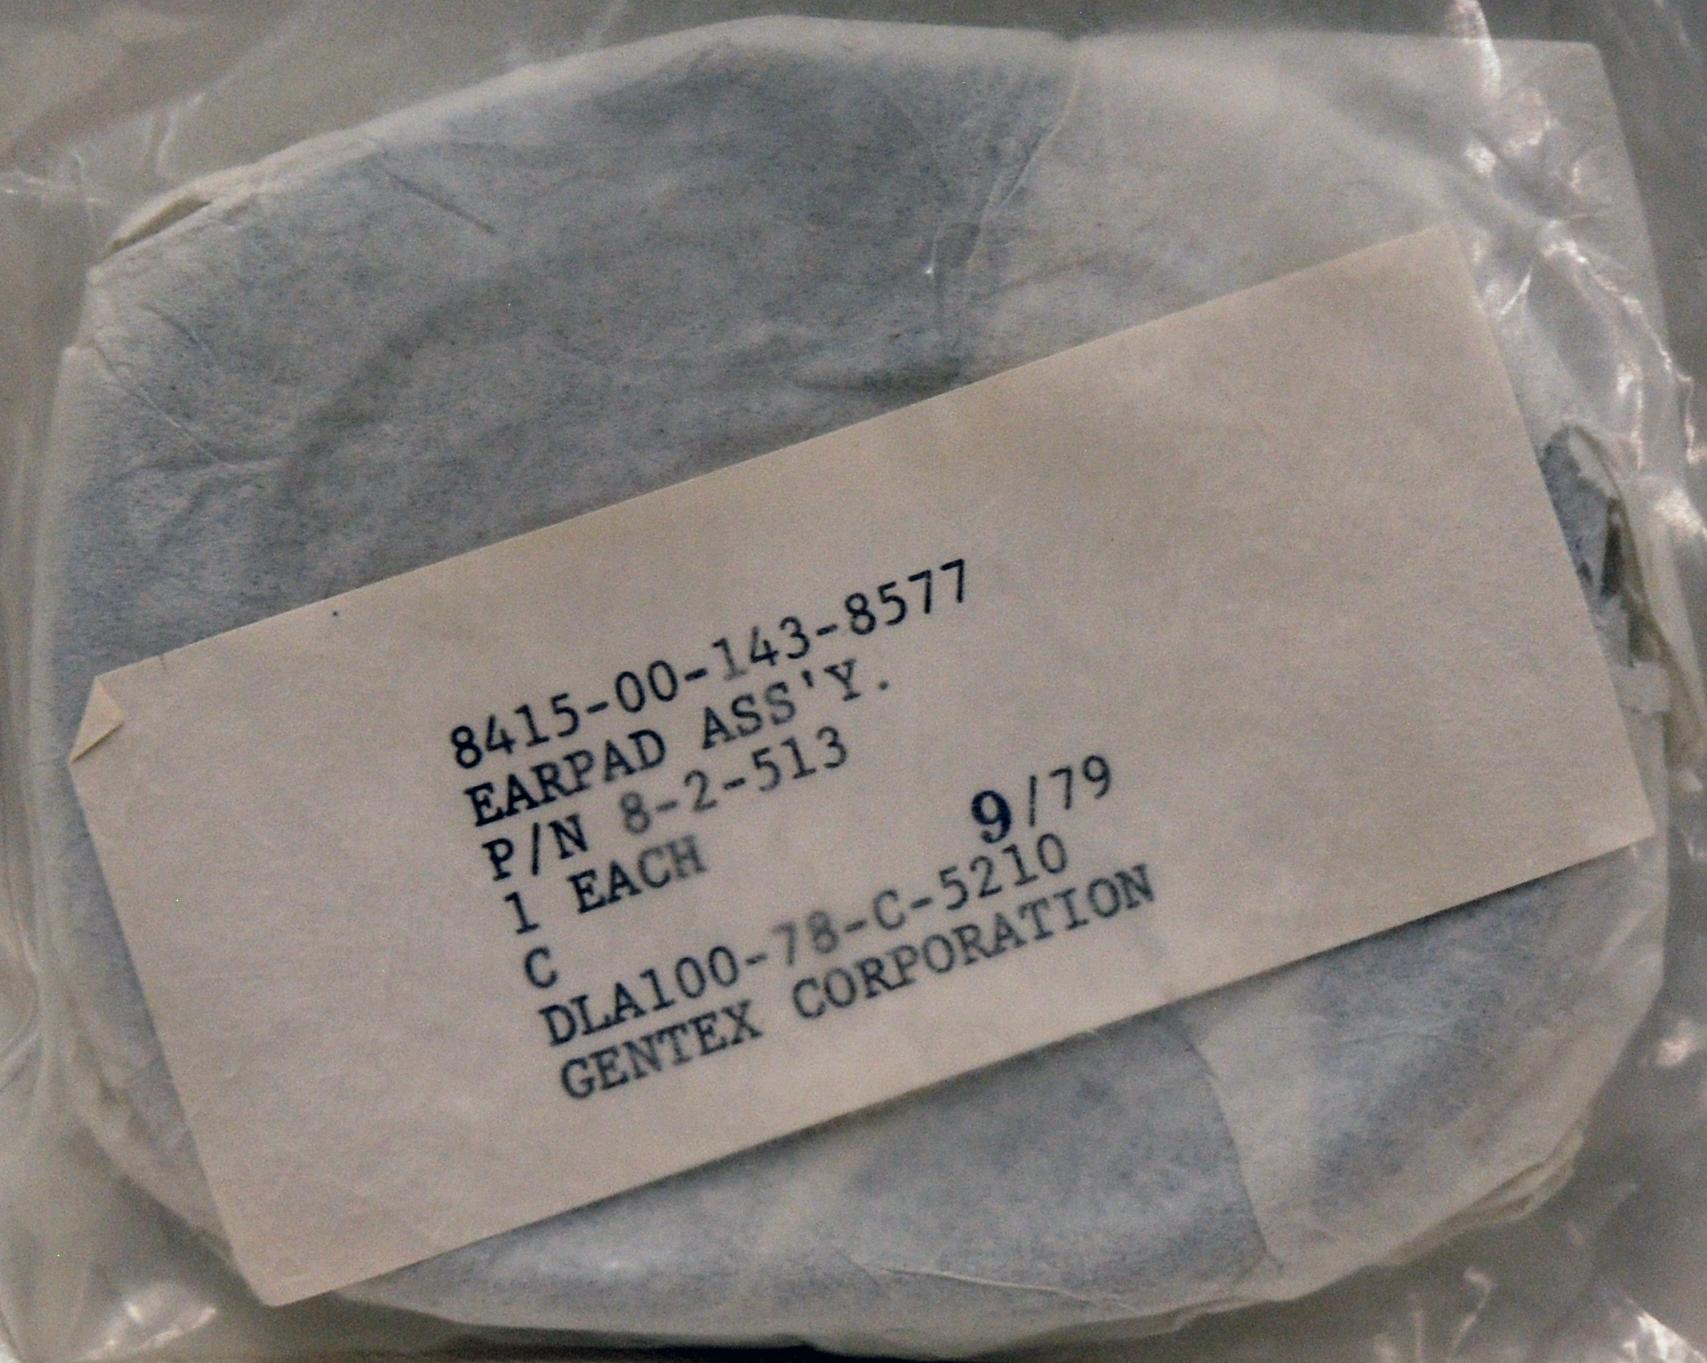 8415-00-143-8577
EARPAD ASS'Y.
P/N 8-2-513
1 EACH 9/79
C
DLA100-78-C-5210
GENTEX CORPORATION